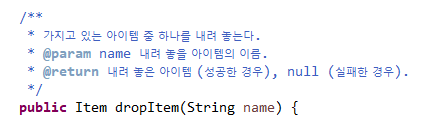 /**
* 가지고 있는 아이템 중 하나를 내려 놓는다.
* @param name 내려 놓을 아이템의 이름.
* @return 내려 놓은 아이템 (성공한 경우), null (실패한 경우).
*/
public Item dropItem(String name) {